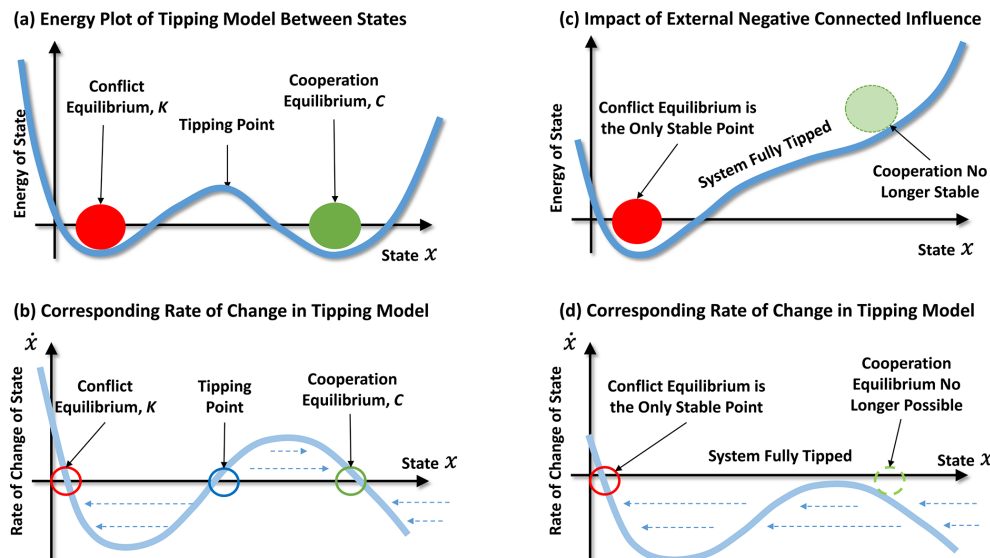 (a) Energy Plot of Tipping Model Between States
Energy of State
Conflict
Equilibrium, K
Tipping Point
Cooperation
Equilibrium, C
State x
(c) Impact of External Negative Connected Influence
Energy of State
Conflict Equilibrium is
the Only Stable Point
System Fully Tipped
Cooperation No
Longer Stable
State x
(b) Corresponding Rate of Change in Tipping Model
ẋ
Rate of Change of State
Conflict
Equilibrium, K
Tipping
Point
Cooperation
Equilibrium, C
State x
(d) Corresponding Rate of Change in Tipping Model
ẋ
Rate of Change of State
Conflict Equilibrium is
the Only Stable Point
Cooperation
Equilibrium No
Longer Possible
System Fully Tipped
State x